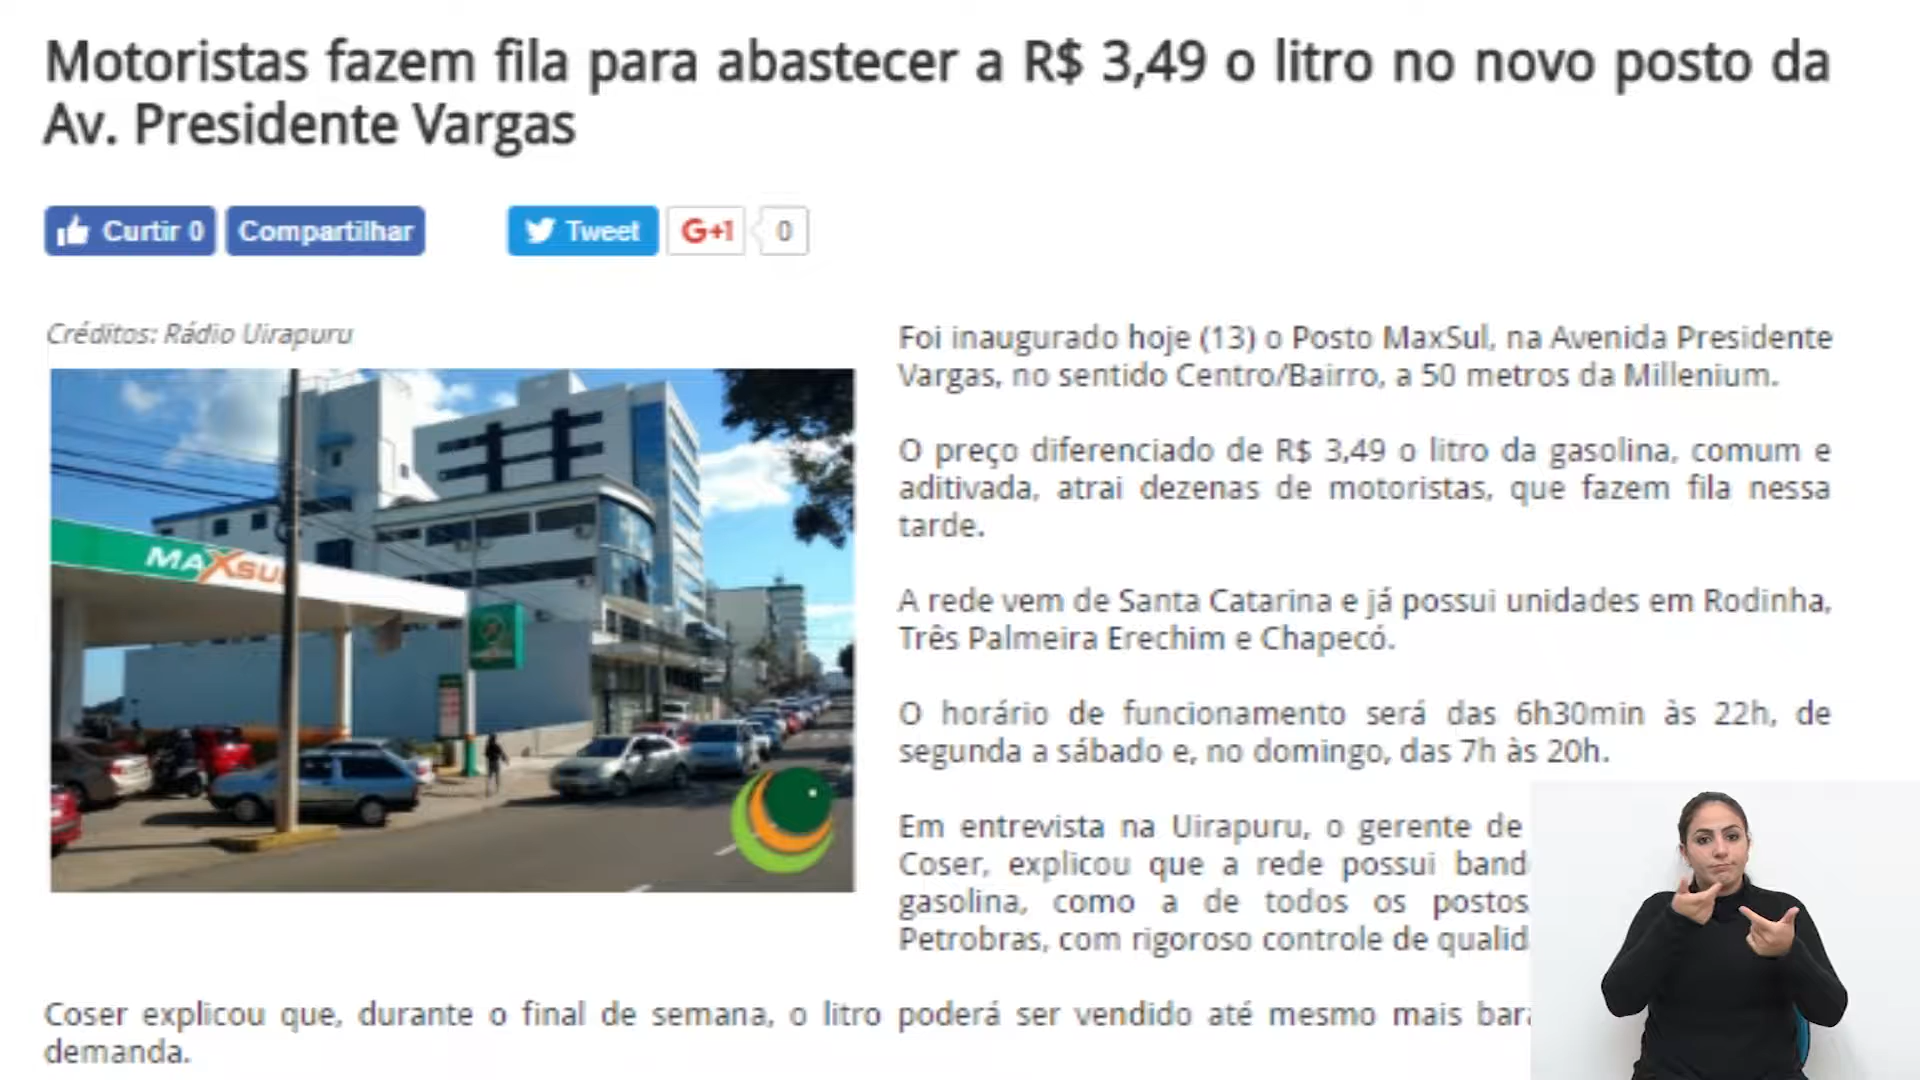 Motoristas fazem fila para abastecer a R$ 3,49 o litro no novo posto da
Av. Presidente Vargas
Curtir 0
Compartilhar
Tweet
G+1
0
Créditos: Rádio Uirapuru
MAXSUL
Foi inaugurado hoje (13) o Posto MaxSul, na Avenida Presidente
Vargas, no sentido Centro/Bairro, a 50 metros da Millenium.
O preço diferenciado de R$ 3,49 o litro da gasolina, comum e
aditivada, atrai dezenas de motoristas, que fazem fila nessa
tarde.
A rede vem de Santa Catarina e já possui unidades em Rodinha,
Três Palmeira Erechim e Chapecó.
O horário de funcionamento será das 6h30min às 22h, de
segunda a sábado e, no domingo, das 7h às 20h.
Em entrevista na Uirapuru, o gerente de
Coser, explicou que a rede possui band
gasolina, como a de todos os postos
Petrobras, com rigoroso controle de qualid
Coser explicou que, durante o final de semana, o litro poderá ser vendido até mesmo mais bara
demanda.